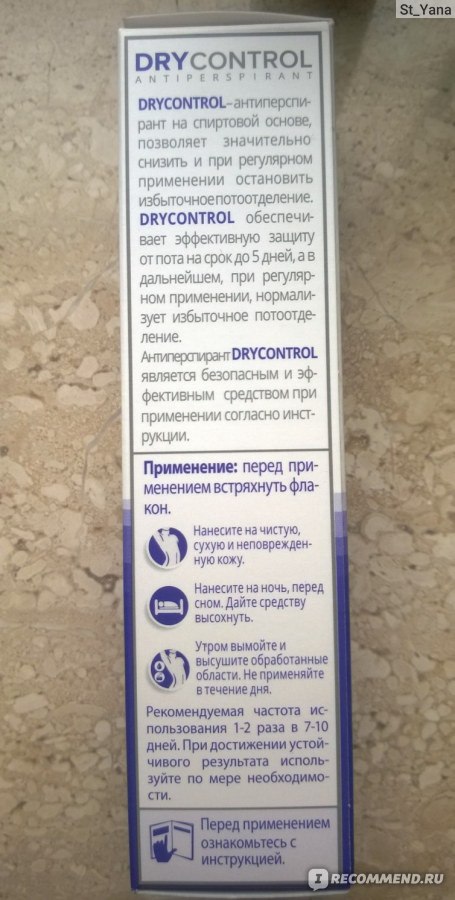 St_Yana
DRYCONTROL
ANTIPERSPIRANT
DRYCONTROL–антиперспи-
рант на спиртовой основе,
позволяет значительно
снизить и при регулярном
применении остановить
избыточное потоотделение.
DRYCONTROL обеспечи-
вает эффективную защиту
от пота на срок до 5 дней, а в
дальнейшем, при регуляр-
ном применении, нормали-
зует избыточное потоотде-
ление.
Антиперспирант DRYCONTROL
является безопасным и эф-
фективным средством при
применении согласно инст-
рукции.
Применение: перед при-
менением встряхнуть фла-
кон.
Нанесите на чистую,
сухую и неповрежден-
ную кожу.
Нанесите на ночь, перед
сном. Дайте средству
высохнуть.
Утром вымойте и
высушите обработанные
области. Не применяйте
в течение дня.
Рекомендуемая частота ис-
пользования 1-2 раза в 7-10
дней. При достижении устой-
чивого результата исполь-
зуйте по мере необходимо-
сти.
Перед применением
ознакомьтесь с
инструкцией.
IRECOMMEND.RU